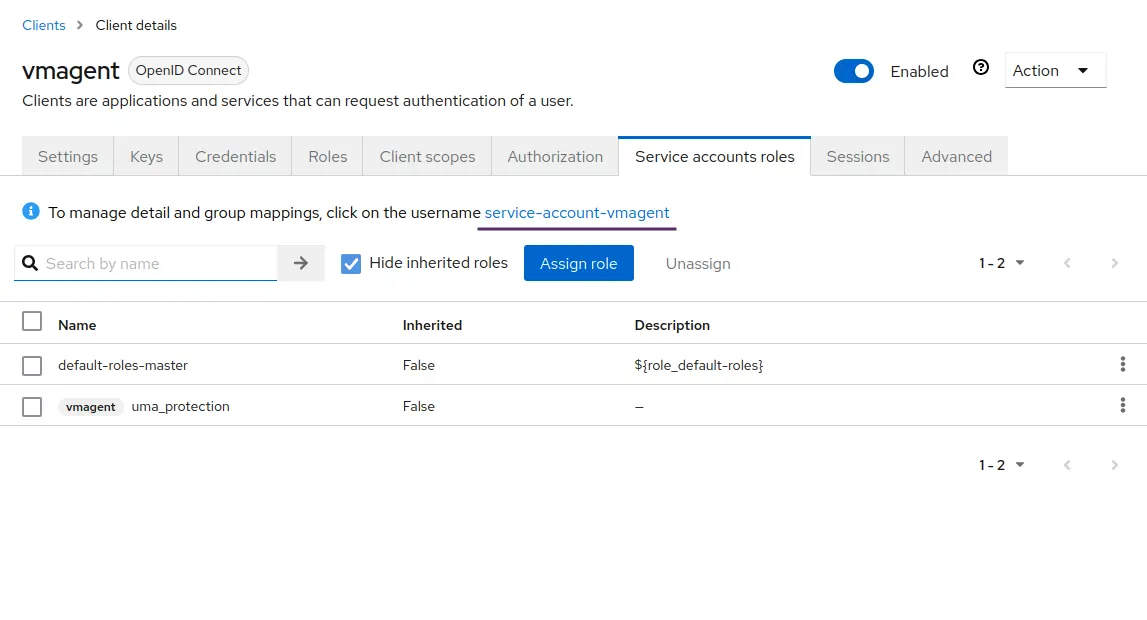 Clients > Client details
vmagent OpenID Connect Enabled Action
Clients are applications and services that can request authentication of a user.
Settings Keys Credentials Roles Client scopes Authorization Service accounts roles Sessions Advanced
To manage detail and group mappings, click on the username service-account-vmagent
Search by name Hide inherited roles Assign role Unassign 1 - 2
Name Inherited Description
default-roles-master False ${role_default-roles}
vmagent uma_protection False –
1 - 2